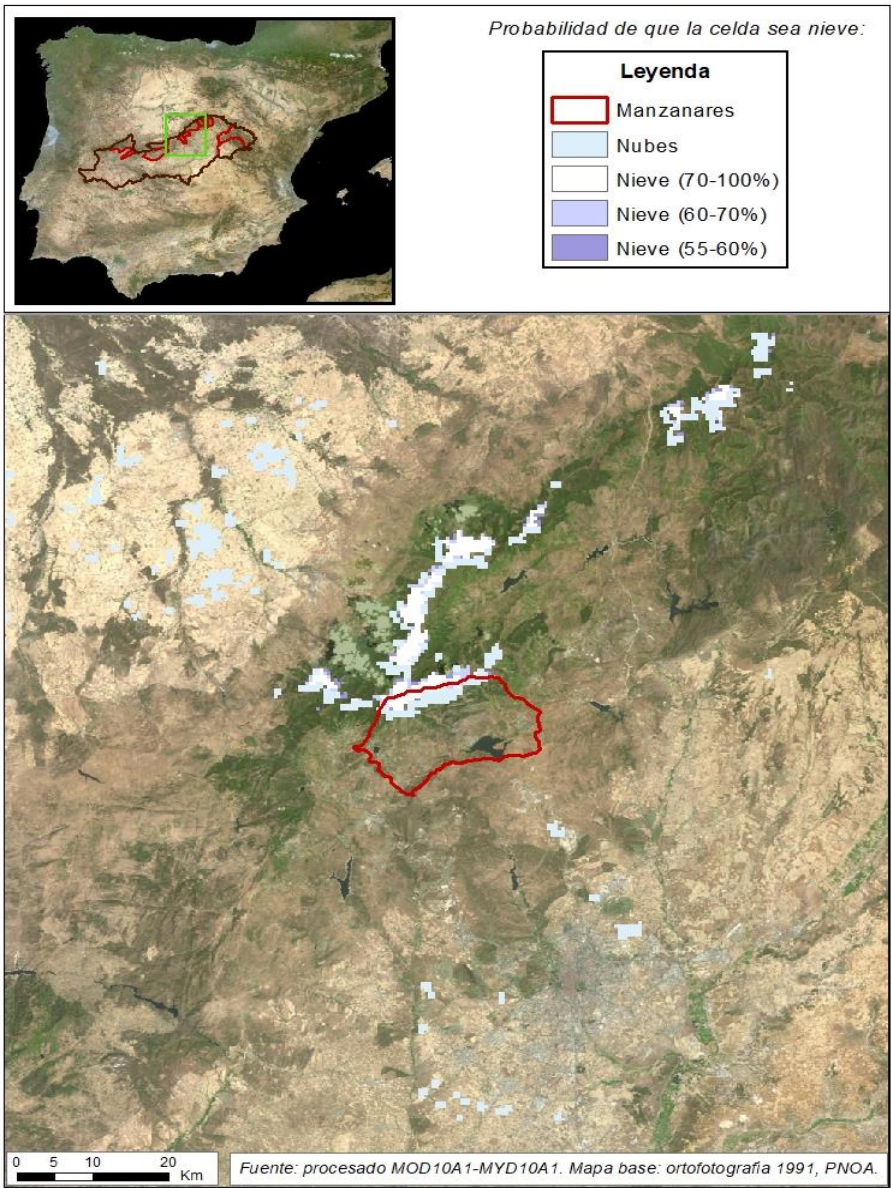 Probabilidad de que la celda sea nieve:
Leyenda
Manzanares
Nubes
Nieve (70-100%)
Nieve (60-70%)
Nieve (55-60%)
0 5 10 20
Km
Fuente: procesado MOD10A1-MYD10A1. Mapa base: ortofotografía 1991, PNOA.